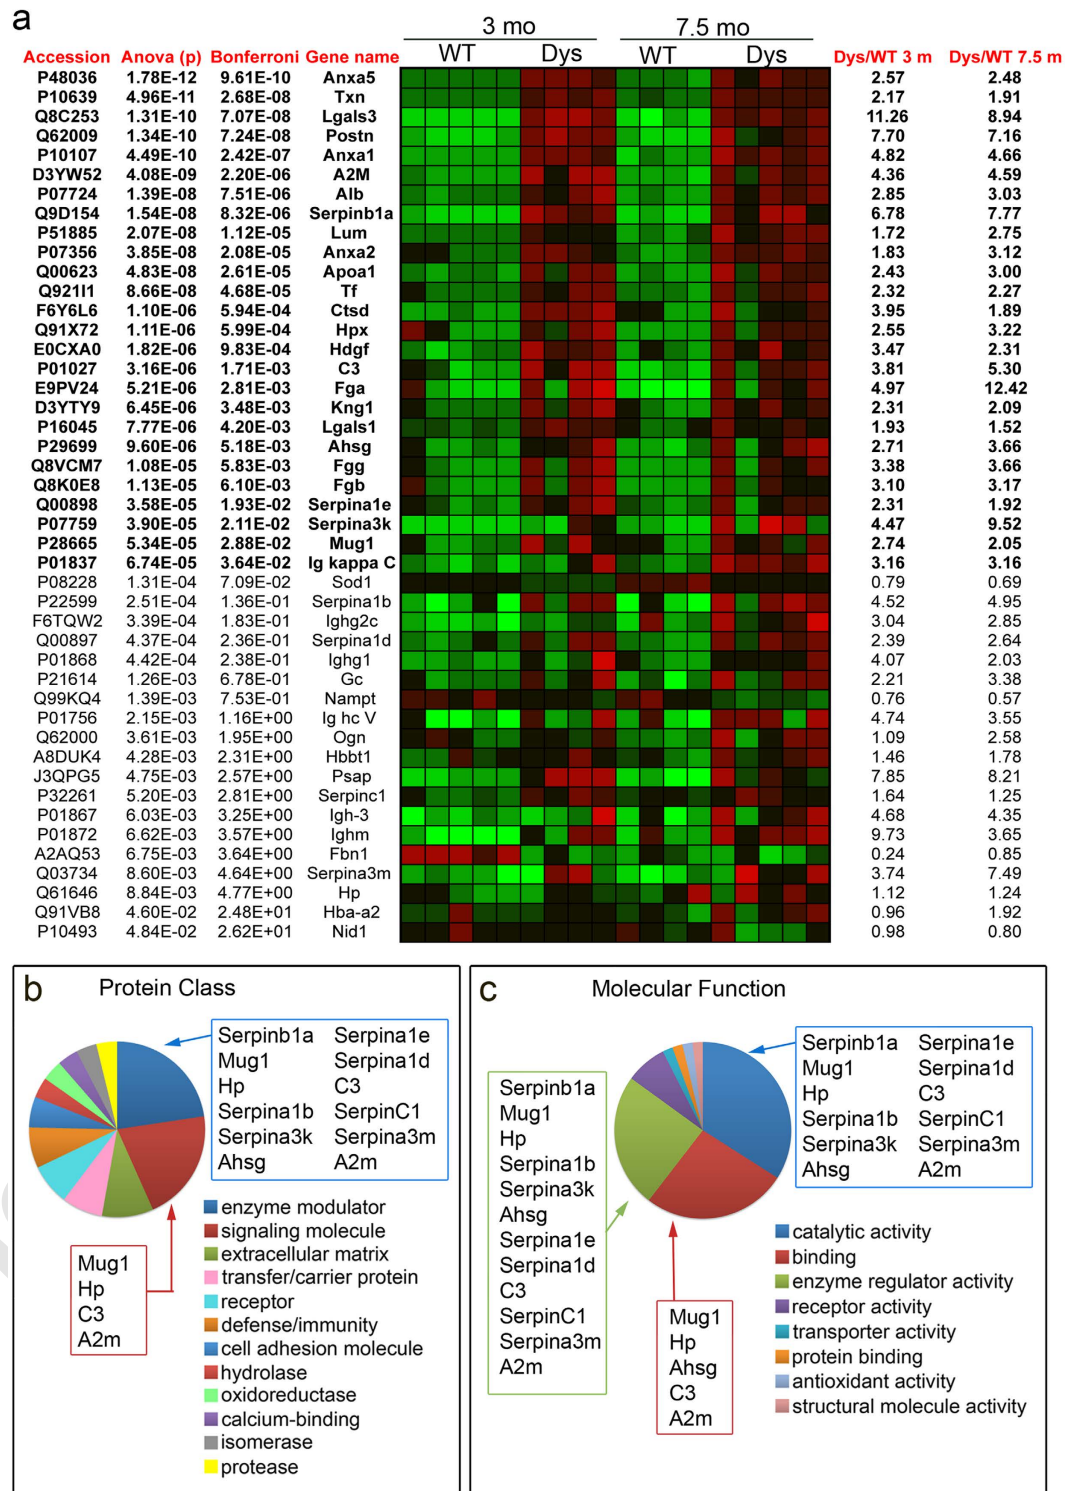 a
3 mo 7.5 mo
WT Dys WT Dys
Accession Anova (p) Bonferroni Gene name Dys/WT 3 m Dys/WT 7.5 m
P48036 1.78E-12 9.61E-10 Anxa5 2.57 2.48
P10639 4.96E-11 2.68E-08 Txn 2.17 1.91
Q8C253 1.31E-10 7.07E-08 Lgals3 11.26 8.94
Q62009 1.34E-10 7.24E-08 Postn 7.70 7.16
P10107 4.49E-10 2.42E-07 Anxa1 4.82 4.66
D3YW52 4.08E-09 2.20E-06 A2M 4.36 4.59
P07724 1.39E-08 7.51E-06 Alb 2.85 3.03
Q9D154 1.54E-08 8.32E-06 Serpinb1a 6.78 7.77
P51885 2.07E-08 1.12E-05 Lum 1.72 2.75
P07356 3.85E-08 2.08E-05 Anxa2 1.83 3.12
Q00623 4.83E-08 2.61E-05 Apoa1 2.43 3.00
Q921I1 8.66E-08 4.68E-05 Tf 2.32 2.27
F6Y6L6 1.10E-06 5.94E-04 Ctsd 3.95 1.89
Q91X72 1.11E-06 5.99E-04 Hpx 2.55 3.22
E0CXA0 1.82E-06 9.83E-04 Hdgf 3.47 2.31
P01027 3.16E-06 1.71E-03 C3 3.81 5.30
E9PV24 5.21E-06 2.81E-03 Fga 4.97 12.42
D3YTY9 6.45E-06 3.48E-03 Kng1 2.31 2.09
P16045 7.77E-06 4.20E-03 Lgals1 1.93 1.52
P29699 9.60E-06 5.18E-03 Ahsg 2.71 3.66
Q8VCM7 1.08E-05 5.83E-03 Fgg 3.38 3.66
Q8K0E8 1.13E-05 6.10E-03 Fgb 3.10 3.17
Q00898 3.58E-05 1.93E-02 Serpina1e 2.31 1.92
P07759 3.90E-05 2.11E-02 Serpina3k 4.47 9.52
P28665 5.34E-05 2.88E-02 Mug1 2.74 2.05
P01837 6.74E-05 3.64E-02 Ig kappa C 3.16 3.16
P08228 1.31E-04 7.09E-02 Sod1 0.79 0.69
P22599 2.51E-04 1.36E-01 Serpina1b 4.52 4.95
F6TQW2 3.39E-04 1.83E-01 Ighg2c 3.04 2.85
Q00897 4.37E-04 2.36E-01 Serpina1d 2.39 2.64
P01868 4.42E-04 2.38E-01 Ighg1 4.07 2.03
P21614 1.26E-03 6.78E-01 Gc 2.21 3.38
Q99KQ4 1.39E-03 7.53E-01 Nampt 0.76 0.57
P01756 2.15E-03 1.16E+00 Ig hc V 4.74 3.55
Q62000 3.61E-03 1.95E+00 Ogn 1.09 2.58
A8DUK4 4.28E-03 2.31E+00 Hbbt1 1.46 1.78
J3QPG5 4.75E-03 2.57E+00 Psap 7.85 8.21
P32261 5.20E-03 2.81E+00 Serpinc1 1.64 1.25
P01867 6.03E-03 3.25E+00 Igh-3 4.68 4.35
P01872 6.62E-03 3.57E+00 Ighm 9.73 3.65
A2AQ53 6.75E-03 3.64E+00 Fbn1 0.24 0.85
Q03734 8.60E-03 4.64E+00 Serpina3m 3.74 7.49
Q61646 8.84E-03 4.77E+00 Hp 1.12 1.24
Q91VB8 4.60E-02 2.48E+01 Hba-a2 0.96 1.92
P10493 4.84E-02 2.62E+01 Nid1 0.98 0.80
b Protein Class
Serpinb1a Serpina1e
Mug1 Serpina1d
Hp C3
Serpina1b SerpinC1
Serpina3k Serpina3m
Ahsg A2m
Mug1
Hp
C3
A2m
enzyme modulator
signaling molecule
extracellular matrix
transfer/carrier protein
receptor
defense/immunity
cell adhesion molecule
hydrolase
oxidoreductase
calcium-binding
isomerase
protease
c Molecular Function
Serpinb1a Serpina1e
Mug1 Serpina1d
Hp C3
Serpina1b SerpinC1
Serpina3k Serpina3m
Ahsg A2m
Serpinb1a
Mug1
Hp
Serpina1b
Serpina3k
Ahsg
Serpina1e
Serpina1d
C3
SerpinC1
Serpina3m
A2m
Mug1
Hp
Ahsg
C3
A2m
catalytic activity
binding
enzyme regulator activity
receptor activity
transporter activity
protein binding
antioxidant activity
structural molecule activity